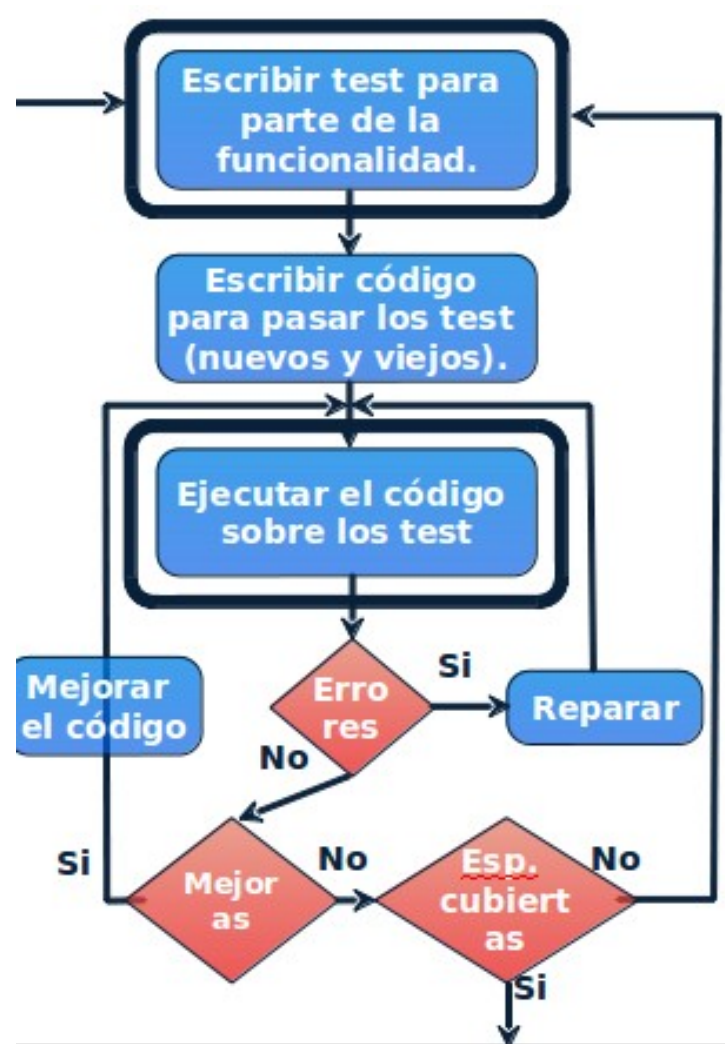 Escribir test para
parte de la
funcionalidad.
Escribir código
para pasar los test
(nuevos y viejos).
Ejecutar el código
sobre los test
Erro
res
Si
Reparar
Mejorar
el código
No
Mejor
as
Si
No
Esp.
cubiert
as
No
Si